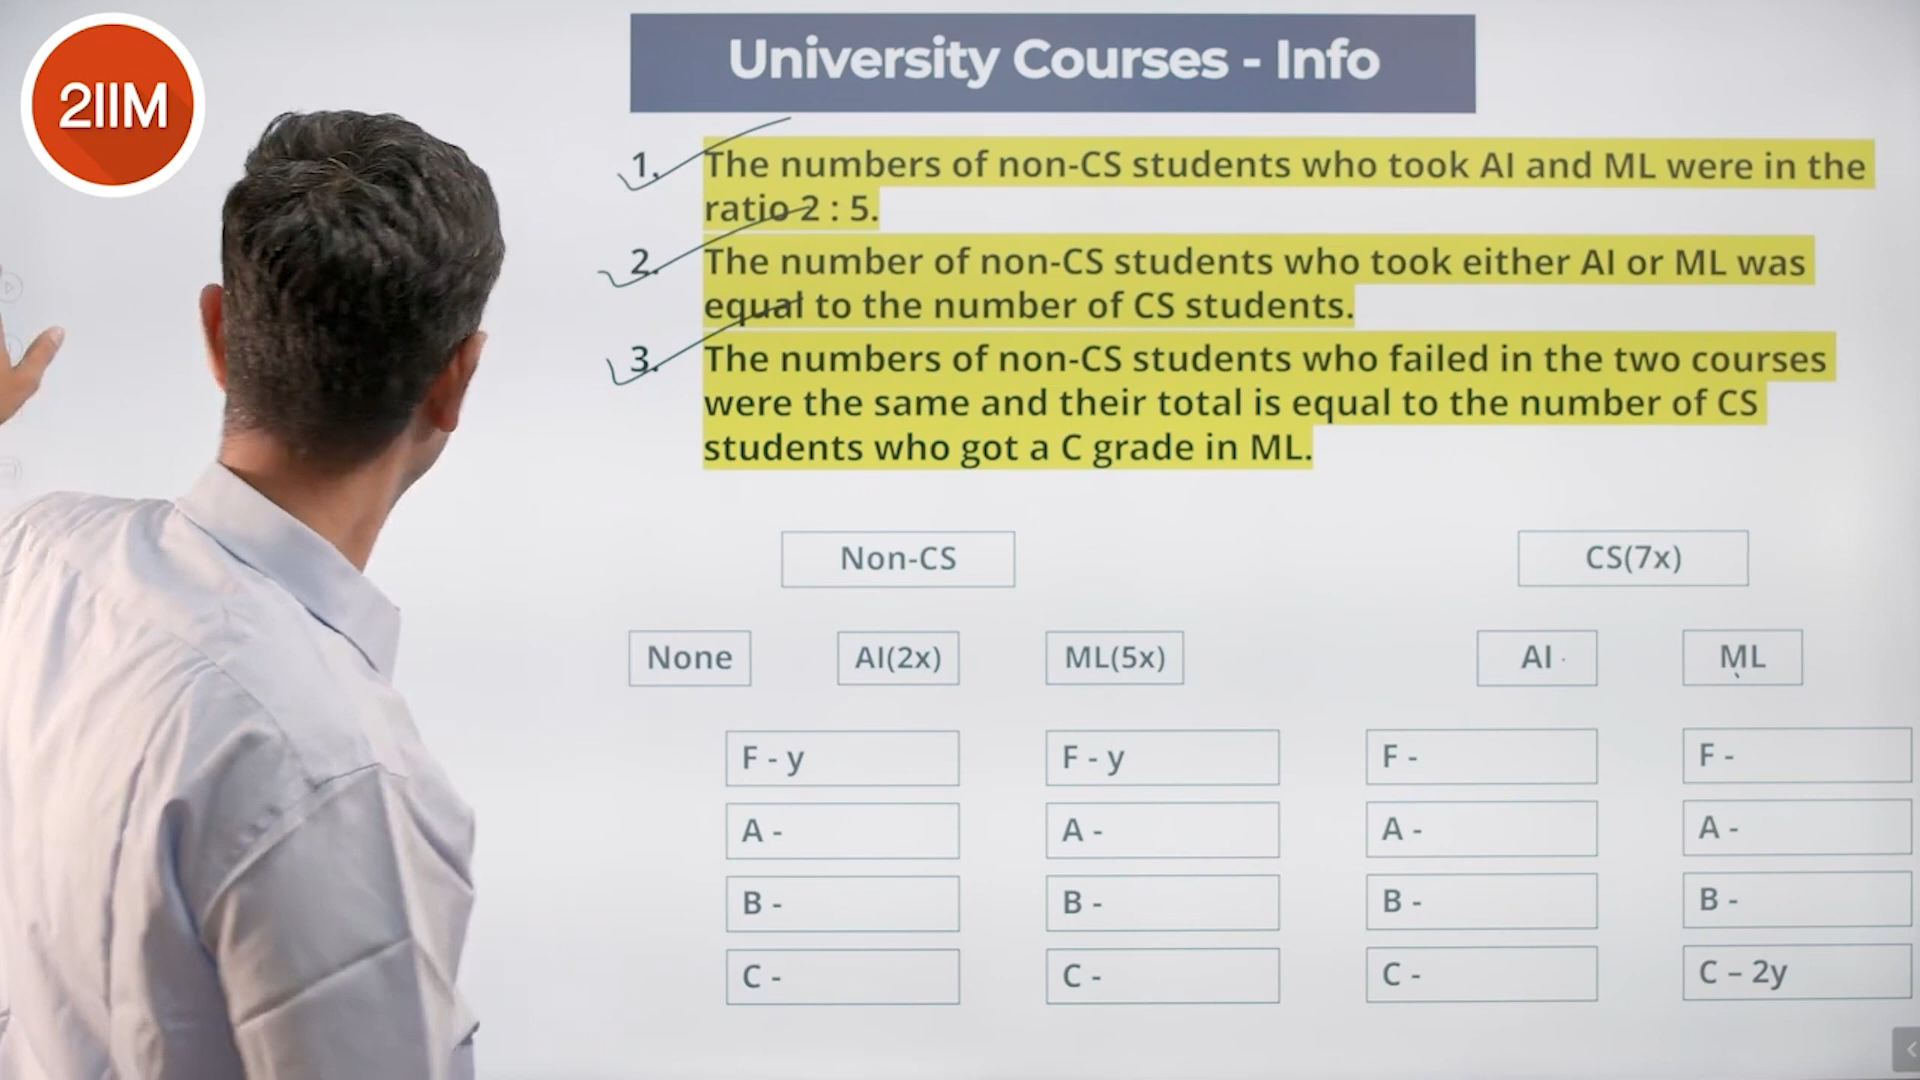 2IIM
University Courses - Info
1. The numbers of non-CS students who took AI and ML were in the
ratio 2 : 5.
2. The number of non-CS students who took either AI or ML was
equal to the number of CS students.
3. The numbers of non-CS students who failed in the two courses
were the same and their total is equal to the number of CS
students who got a C grade in ML.
Non-CS CS(7x)
None AI(2x) ML(5x) AI ML
F - y F - y F - F -
A - A - A - A -
B - B - B - B -
C - C - C - C – 2y